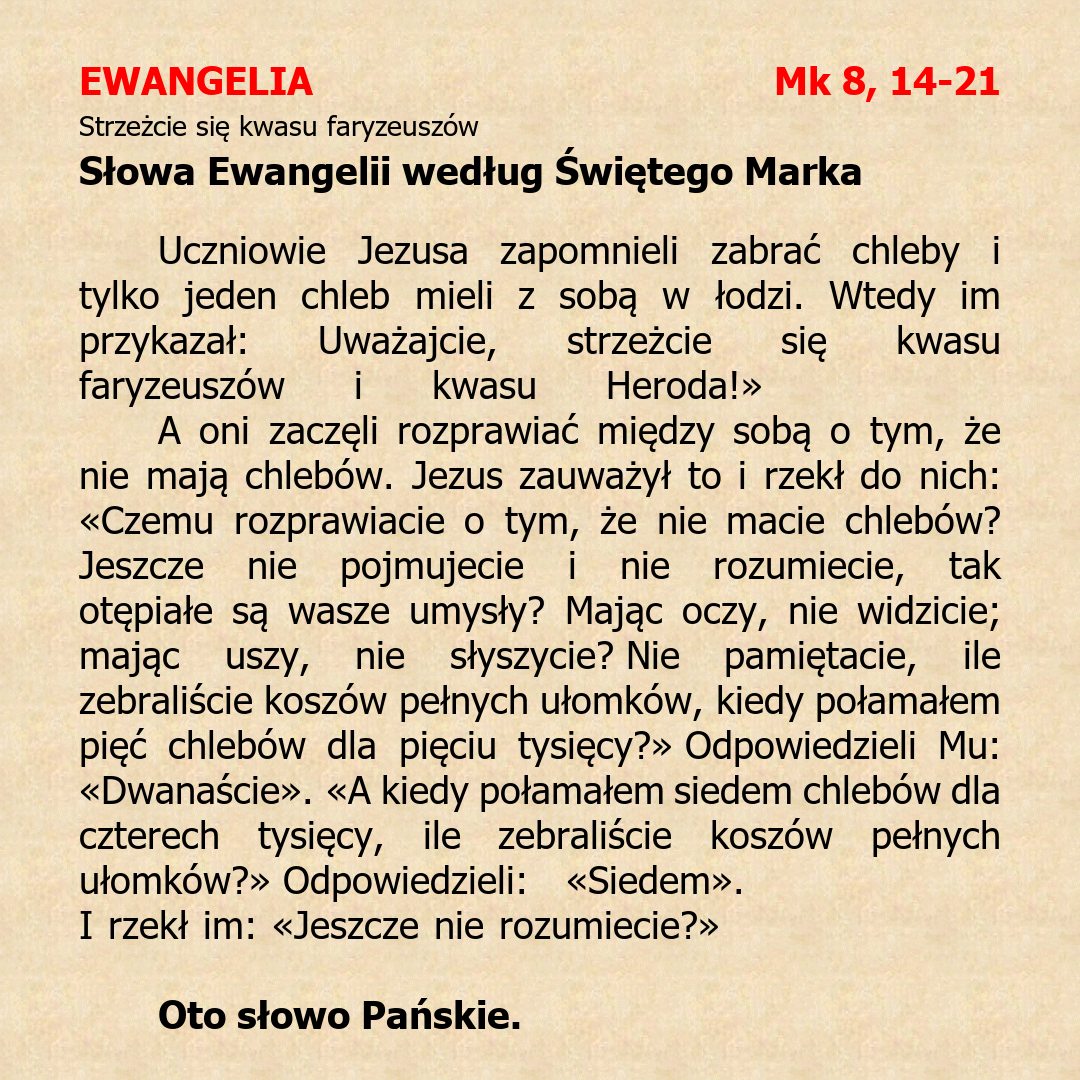 EWANGELIA Mk 8, 14-21
Strzeżcie się kwasu faryzeuszów
Słowa Ewangelii według Świętego Marka
Uczniowie Jezusa zapomnieli zabrać chleby i
tylko jeden chleb mieli z sobą w łodzi. Wtedy im
przykazał: Uważajcie, strzeżcie się kwasu
faryzeuszów i kwasu Heroda!»
A oni zaczęli rozprawiać między sobą o tym, że
nie mają chlebów. Jezus zauważył to i rzekł do nich:
«Czemu rozprawiacie o tym, że nie macie chlebów?
Jeszcze nie pojmujecie i nie rozumiecie, tak
otępiałe są wasze umysły? Mając oczy, nie widzicie;
mając uszy, nie słyszycie? Nie pamiętacie, ile
zebraliście koszów pełnych ułomków, kiedy połamałem
pięć chlebów dla pięciu tysięcy?» Odpowiedzieli Mu:
«Dwanaście». «A kiedy połamałem siedem chlebów dla
czterech tysięcy, ile zebraliście koszów pełnych
ułomków?» Odpowiedzieli: «Siedem».
I rzekł im: «Jeszcze nie rozumiecie?»
Oto słowo Pańskie.